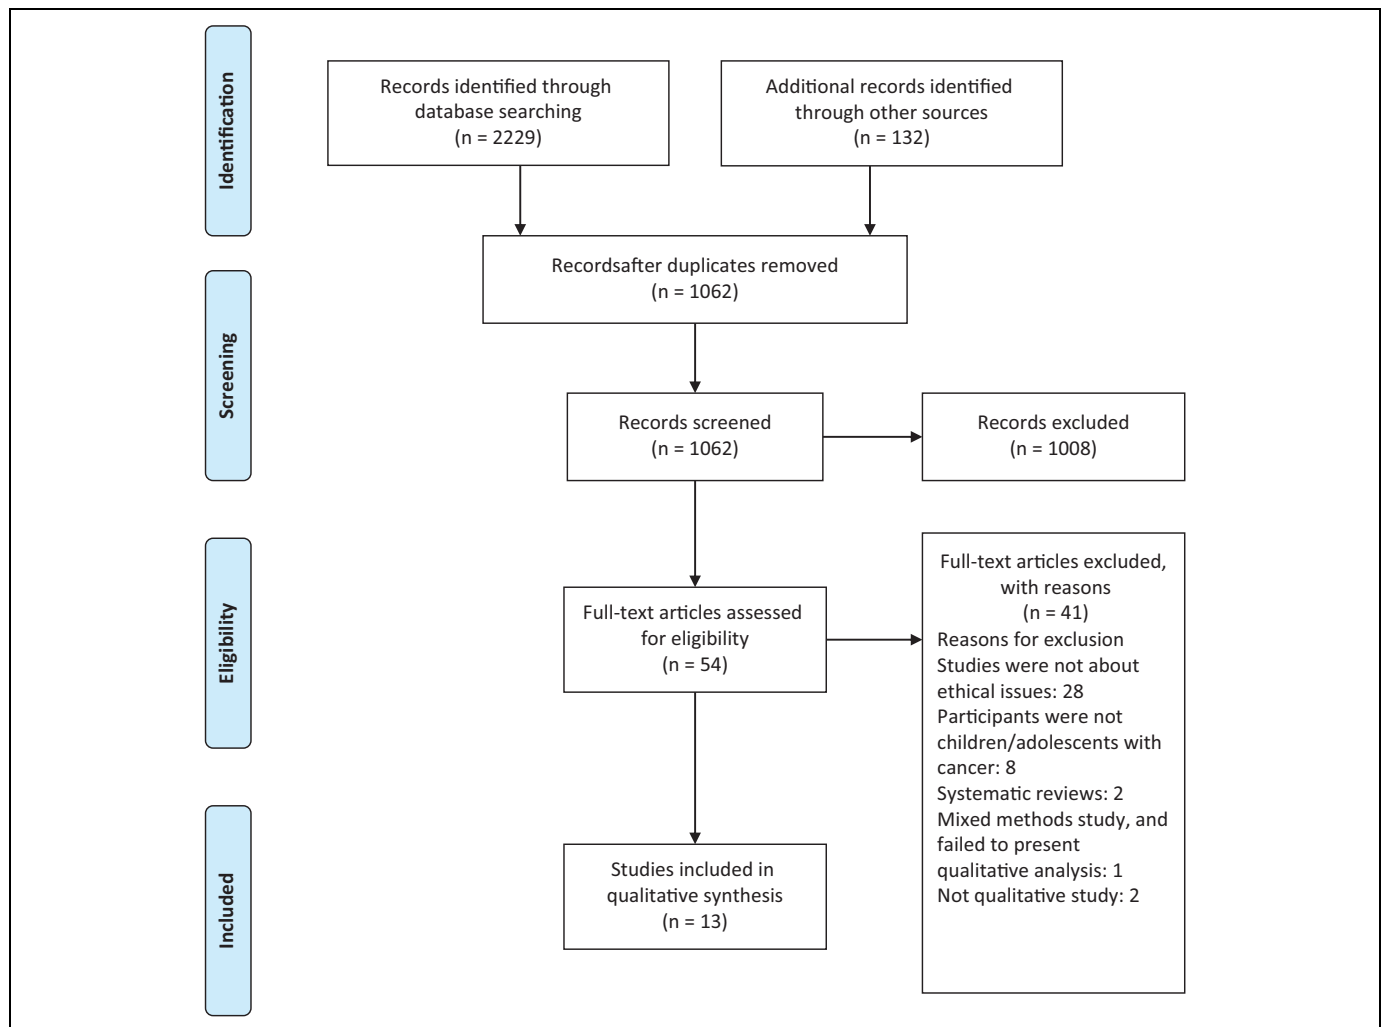 Identification
Records identified through
database searching
(n = 2229)
Additional records identified
through other sources
(n = 132)
Recordsafter duplicates removed
(n = 1062)
Screening
Records screened
(n = 1062)
Records excluded
(n = 1008)
Eligibility
Full-text articles assessed
for eligibility
(n = 54)
Full-text articles excluded,
with reasons
(n = 41)
Reasons for exclusion
Studies were not about
ethical issues: 28
Participants were not
children/adolescents with
cancer: 8
Systematic reviews: 2
Mixed methods study, and
failed to present
qualitative analysis: 1
Not qualitative study: 2
Included
Studies included in
qualitative synthesis
(n = 13)